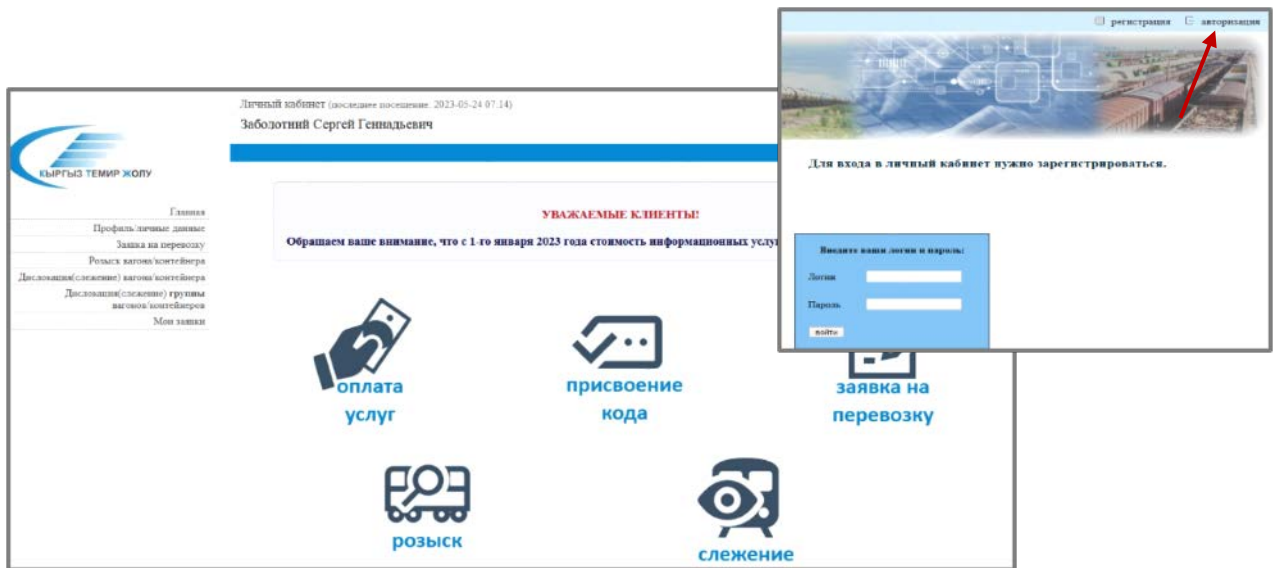 регистрация авторизация
Для входа в личный кабинет нужно зарегистрироваться.
Введите ваши логин и пароль:
Логин
Пароль
войти
Личный кабинет (последнее посещение: 2023-05-24 07:14)
Заболотний Сергей Геннадьевич
КЫРГЫЗ ТЕМИР ЖОЛУ
Главная
Профиль/личные данные
Заявка на перевозку
Розыск вагона/контейнера
Дислокация(слежение) вагона/контейнера
Дислокация(слежение) группы
вагонов/контейнеров
Мои заявки
УВАЖАЕМЫЕ КЛИЕНТЫ!
Обращаем ваше внимание, что с 1-го января 2023 года стоимость информационных услу
оплата
услуг
присвоение
кода
заявка на
перевозку
розыск
слежение